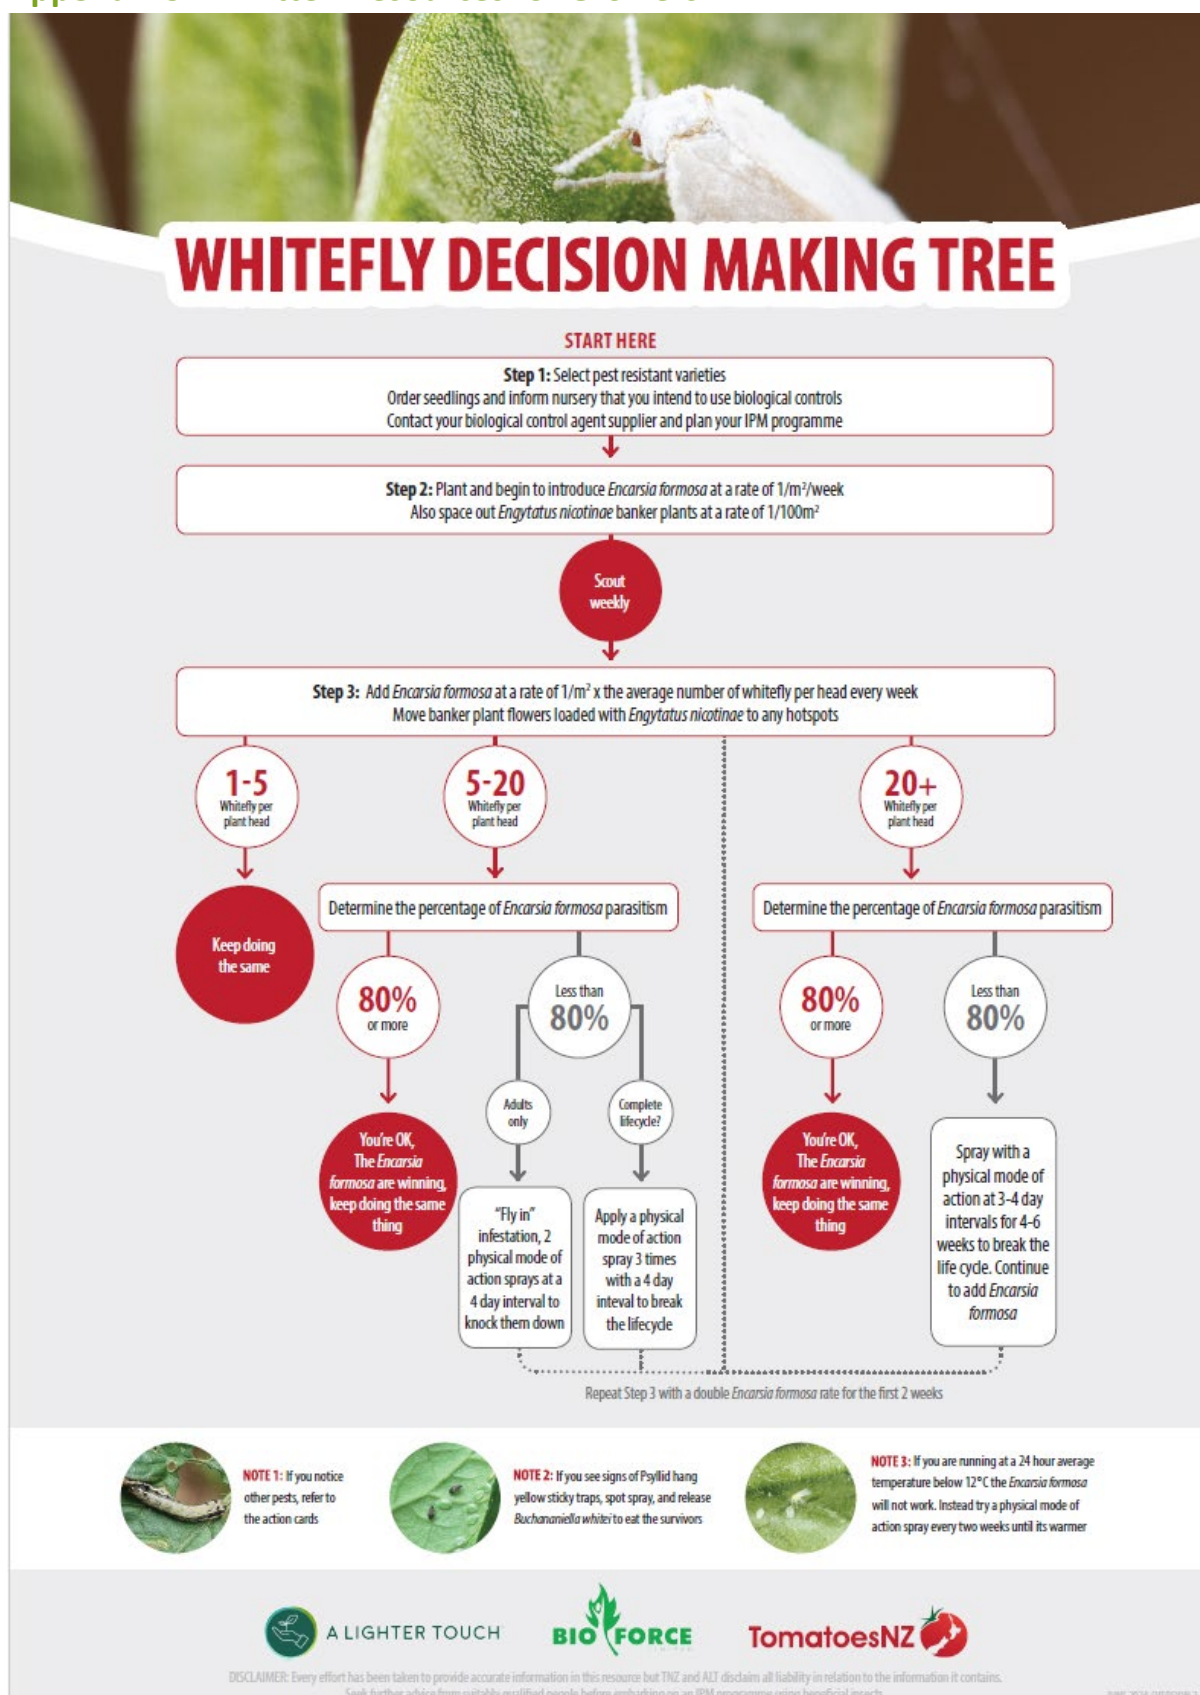 WHITEFLY DECISION MAKING TREE
START HERE
Step 1: Select pest resistant varieties
Order seedlings and inform nursery that you intend to use biological controls
Contact your biological control agent supplier and plan your IPM programme
Step 2: Plant and begin to introduce Encarsia formosa at a rate of 1/m²/week
Also space out Engytatus nicotinae banker plants at a rate of 1/100m²
Scout
weekly
Step 3: Add Encarsia formosa at a rate of 1/m² x the average number of whitefly per head every week
Move banker plant flowers loaded with Engytatus nicotinae to any hotspots
1-5
Whitefly per
plant head
Keep doing
the same
5-20
Whitefly per
plant head
Determine the percentage of Encarsia formosa parasitism
80%
or more
You're OK,
The Encarsia
formosa are winning,
keep doing the same
thing
Less than
80%
Adults
only
"Fly in"
infestation, 2
physical mode of
action sprays at a
4 day interval to
knock them down
Complete
lifecycle?
Apply a physical
mode of action
spray 3 times
with a 4 day
inteval to break
the lifecycle
20+
Whitefly per
plant head
Determine the percentage of Encarsia formosa parasitism
80%
or more
You're OK,
The Encarsia
formosa are winning,
keep doing the same
thing
Less than
80%
Spray with a
physical mode of
action at 3-4 day
intervals for 4-6
weeks to break the
life cycle. Continue
to add Encarsia
formosa
Repeat Step 3 with a double Encarsia formosa rate for the first 2 weeks
NOTE 1: If you notice
other pests, refer to
the action cards
NOTE 2: If you see signs of Psyllid hang
yellow sticky traps, spot spray, and release
Buchananiella whitei to eat the survivors
NOTE 3: If you are running at a 24 hour average
temperature below 12°C the Encarsia formosa
will not work. Instead try a physical mode of
action spray every two weeks until its warmer
A LIGHTER TOUCH
BIOFORCE
TomatoesNZ
DISCLAIMER: Every effort has been taken to provide accurate information in this resource but TNZ and ALT disclaim all liability in relation to the information it contains.
Seek further advice from suitably qualified people before embarking on an IPM programme using beneficial insects